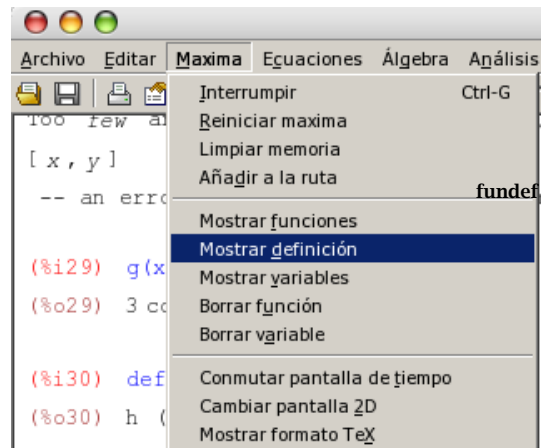 Archivo Editar Maxima Ecuaciones Álgebra Análisis
Interrumpir Ctrl-G
Too few
Reiniciar maxima
[ x , y ]
Limpiar memoria
Añadir a la ruta
-- an
fundef
Mostrar funciones
Mostrar definición
(%i29) g(x
Mostrar variables
(%o29) 3 co
Borrar función
Borrar variable
(%i30) def
Conmutar pantalla de tiempo
(%o30) h (
Cambiar pantalla 2D
Mostrar formato TeX